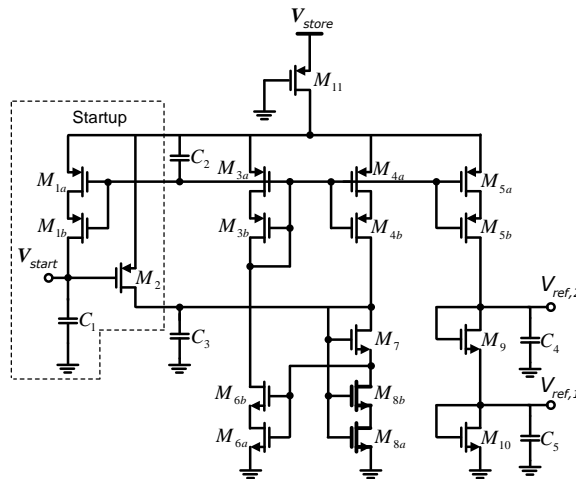 V_store
M_11
Startup
C_2
M_1a
M_3a
M_4a
M_5a
M_1b
M_3b
M_4b
M_5b
V_start
M_2
V_ref,2
C_1
C_3
M_7
M_9
C_4
M_6b
M_8b
V_ref,1
M_6a
M_8a
M_10
C_5